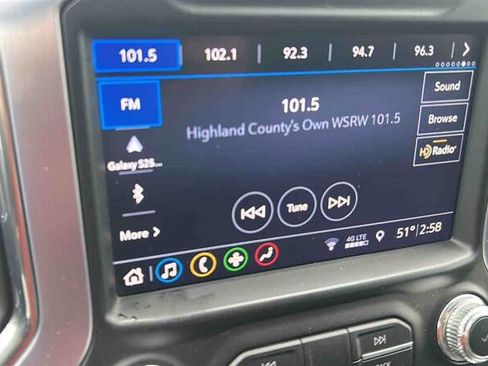 101.5 102.1 92.3 94.7 96.3
FM
101.5
Sound
Highland County's Own WSRW 101.5
Browse
Galaxy S25...
HD Radio
Tune
More
4G LTE
51° 2:58